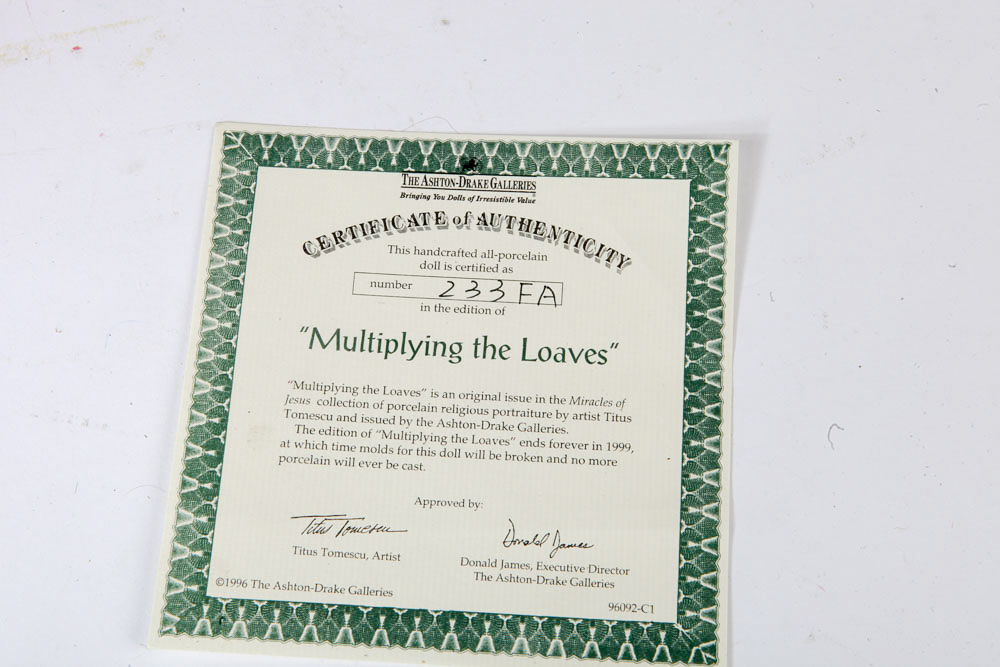 THE ASHTON-DRAKE GALLERIES
Bringing You Dolls of Irresistible Value
CERTIFICATE of AUTHENTICITY
This handcrafted all-porcelain
doll is certified as
number 233FA
in the edition of
"Multiplying the Loaves"
"Multiplying the Loaves" is an original issue in the Miracles of
Jesus collection of porcelain religious portraiture by artist Titus
Tomescu and issued by the Ashton-Drake Galleries.
The edition of "Multiplying the Loaves" ends forever in 1999,
at which time molds for this doll will be broken and no more
porcelain will ever be cast.
Approved by:
Titus Tomescu
Donald James
Titus Tomescu, Artist
Donald James, Executive Director
The Ashton-Drake Galleries
©1996 The Ashton-Drake Galleries
96092-C1